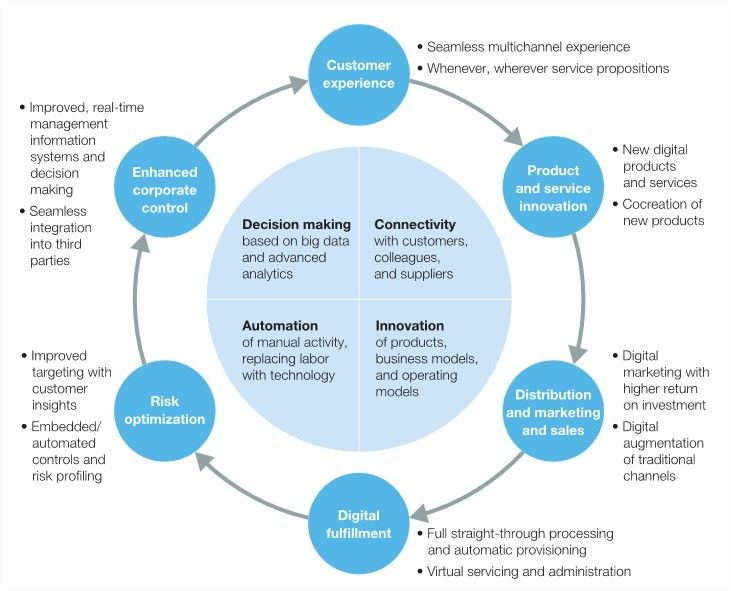 Customer
experience
• Seamless multichannel experience
• Whenever, wherever service propositions
Product
and service
innovation
• New digital
products
and services
• Cocreation of
new products
Distribution
and marketing
and sales
• Digital
marketing with
higher return
on investment
• Digital
augmentation
of traditional
channels
Digital
fulfillment
• Full straight-through processing
and automatic provisioning
• Virtual servicing and administration
Risk
optimization
• Improved
targeting with
customer
insights
• Embedded/
automated
controls and
risk profiling
Enhanced
corporate
control
• Improved, real-time
management
information
systems and
decision
making
• Seamless
integration
into third
parties
Decision making
based on big data
and advanced
analytics
Connectivity
with customers,
colleagues,
and suppliers
Automation
of manual activity,
replacing labor
with technology
Innovation
of products,
business models,
and operating
models